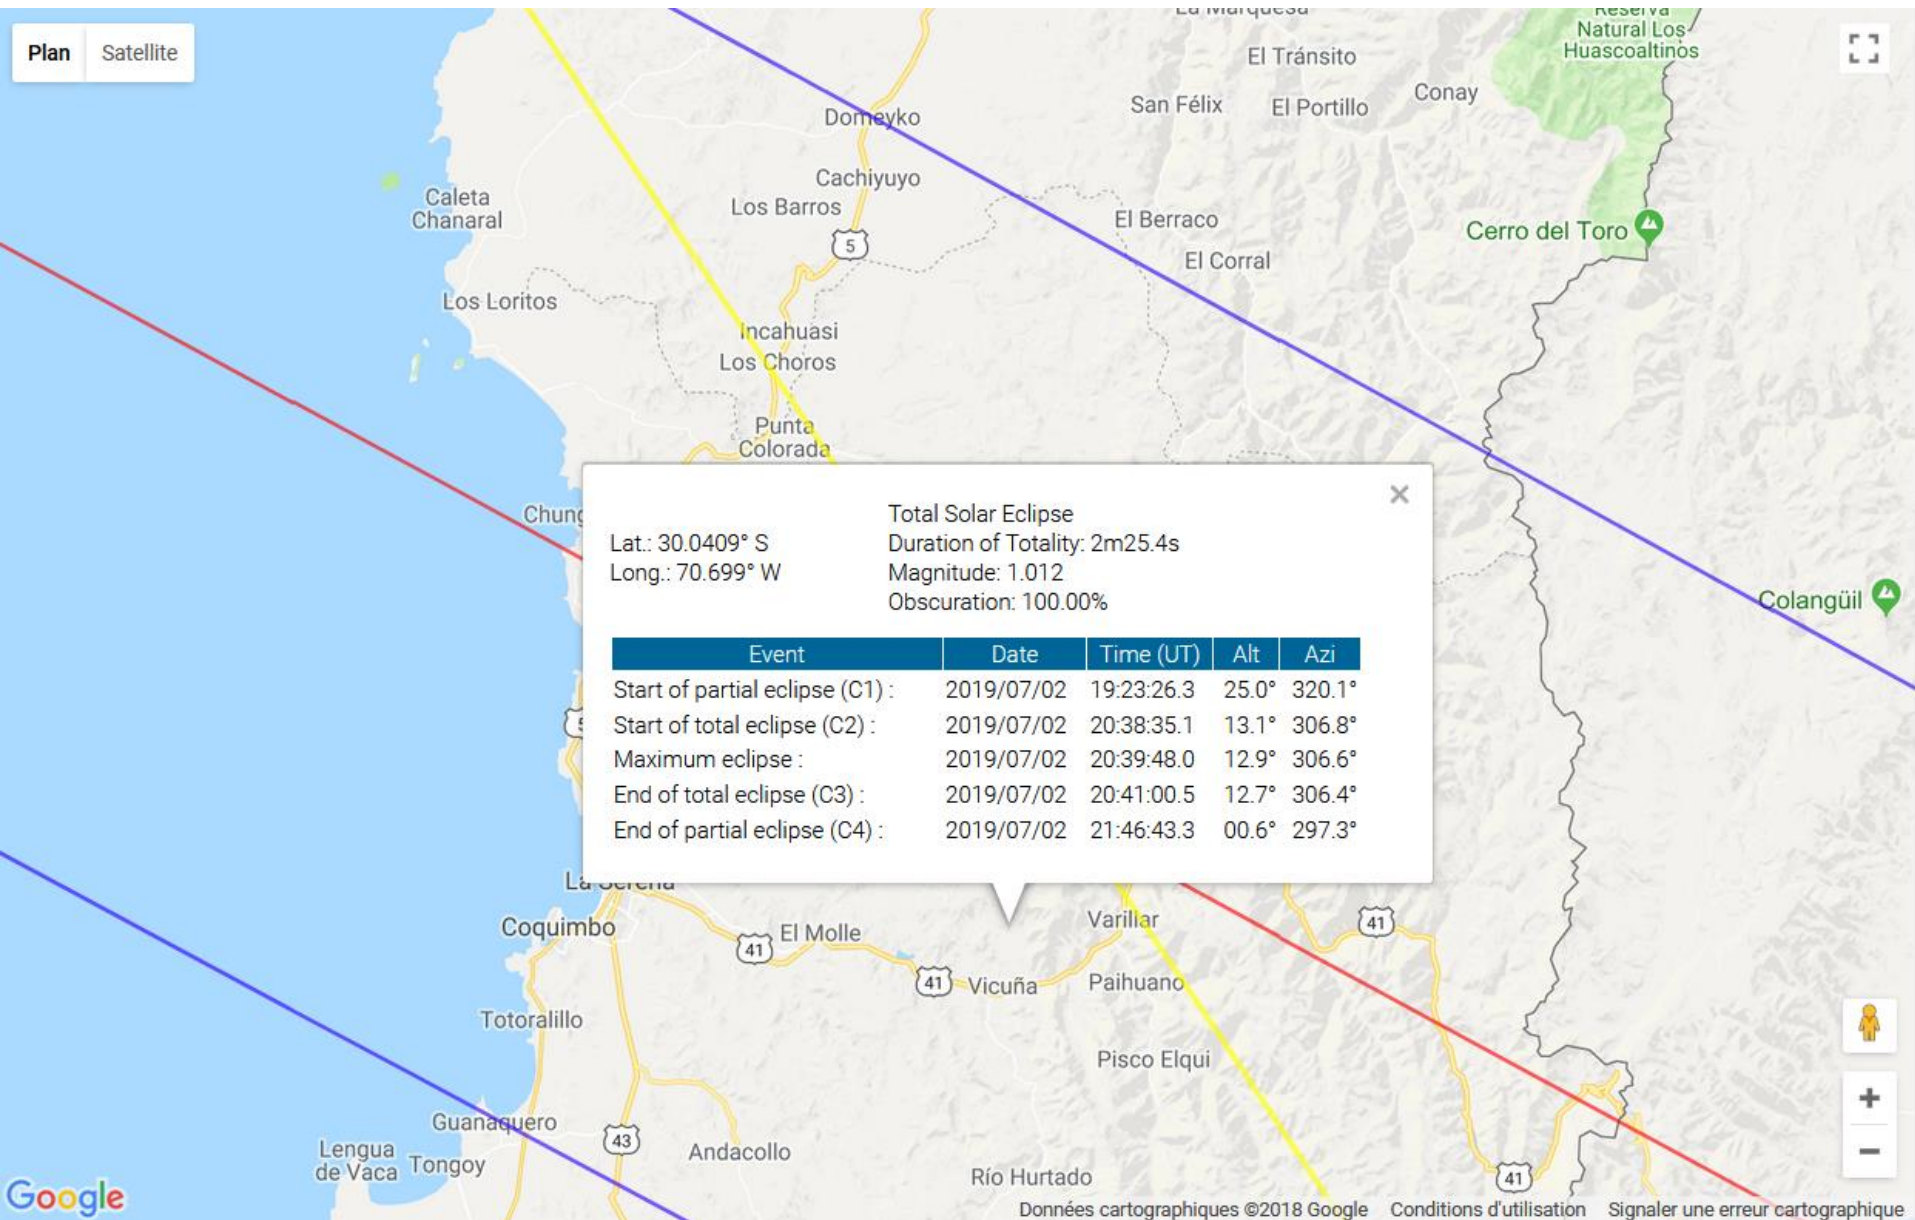 La Marquesa
Reserva
Natural Los
Huascoaltinos
Plan Satellite
El Tránsito
San Félix
El Portillo
Conay
Domeyko
Cachiyuyo
Caleta
Chanaral
Los Barros
5
El Berraco
Cerro del Toro
El Corral
Los Loritos
Incahuasi
Los Choros
Punta
Colorada
Chung
Total Solar Eclipse
Lat.: 30.0409° S Duration of Totality: 2m25.4s
Long.: 70.699° W Magnitude: 1.012
Obscuration: 100.00%
Colangüil
Event Date Time (UT) Alt Azi
Start of partial eclipse (C1) : 2019/07/02 19:23:26.3 25.0° 320.1°
Start of total eclipse (C2) : 2019/07/02 20:38:35.1 13.1° 306.8°
Maximum eclipse : 2019/07/02 20:39:48.0 12.9° 306.6°
End of total eclipse (C3) : 2019/07/02 20:41:00.5 12.7° 306.4°
End of partial eclipse (C4) : 2019/07/02 21:46:43.3 00.6° 297.3°
5
La Serena
Coquimbo
41
El Molle
Varillar
41
41
Vicuña
Paihuano
Totoralillo
Pisco Elqui
Guanaquero
43
Lengua
de Vaca
Tongoy
Andacollo
Río Hurtado
41
Google
Données cartographiques ©2018 Google Conditions d'utilisation Signaler une erreur cartographique